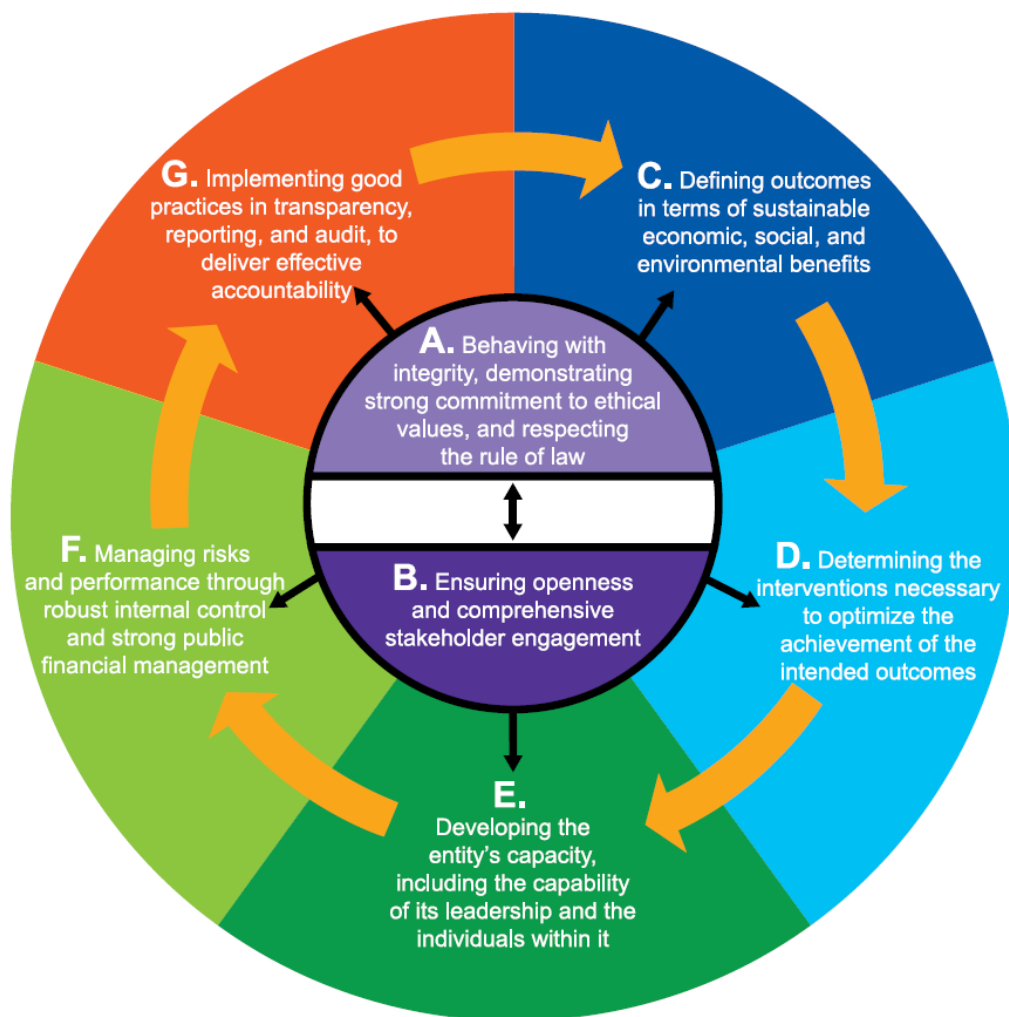 A. Behaving with
integrity, demonstrating
strong commitment to ethical
values, and respecting
the rule of law
B. Ensuring openness
and comprehensive
stakeholder engagement
C. Defining outcomes
in terms of sustainable
economic, social, and
environmental benefits
D. Determining the
interventions necessary
to optimize the
achievement of the
intended outcomes
E.
Developing the
entity’s capacity,
including the capability
of its leadership and the
individuals within it
F. Managing risks
and performance through
robust internal control
and strong public
financial management
G. Implementing good
practices in transparency,
reporting, and audit, to
deliver effective
accountability